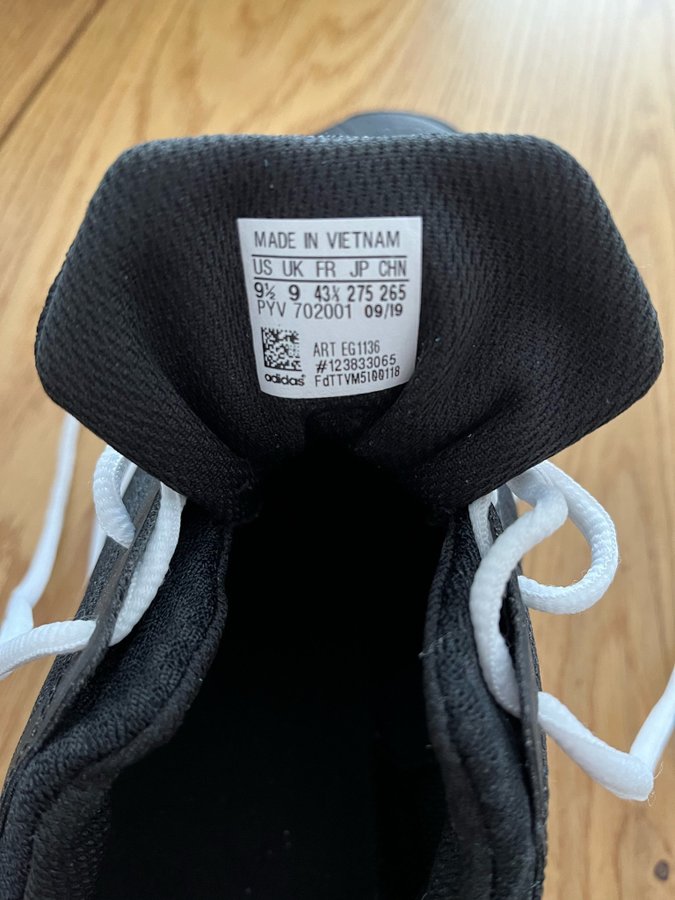 MADE IN VIETNAM
US UK FR JP CHN
9½ 9 43⅓ 275 265
PYV 702001 09/19
ART EG1136
#123833065
adidas® FdTTVM5100118